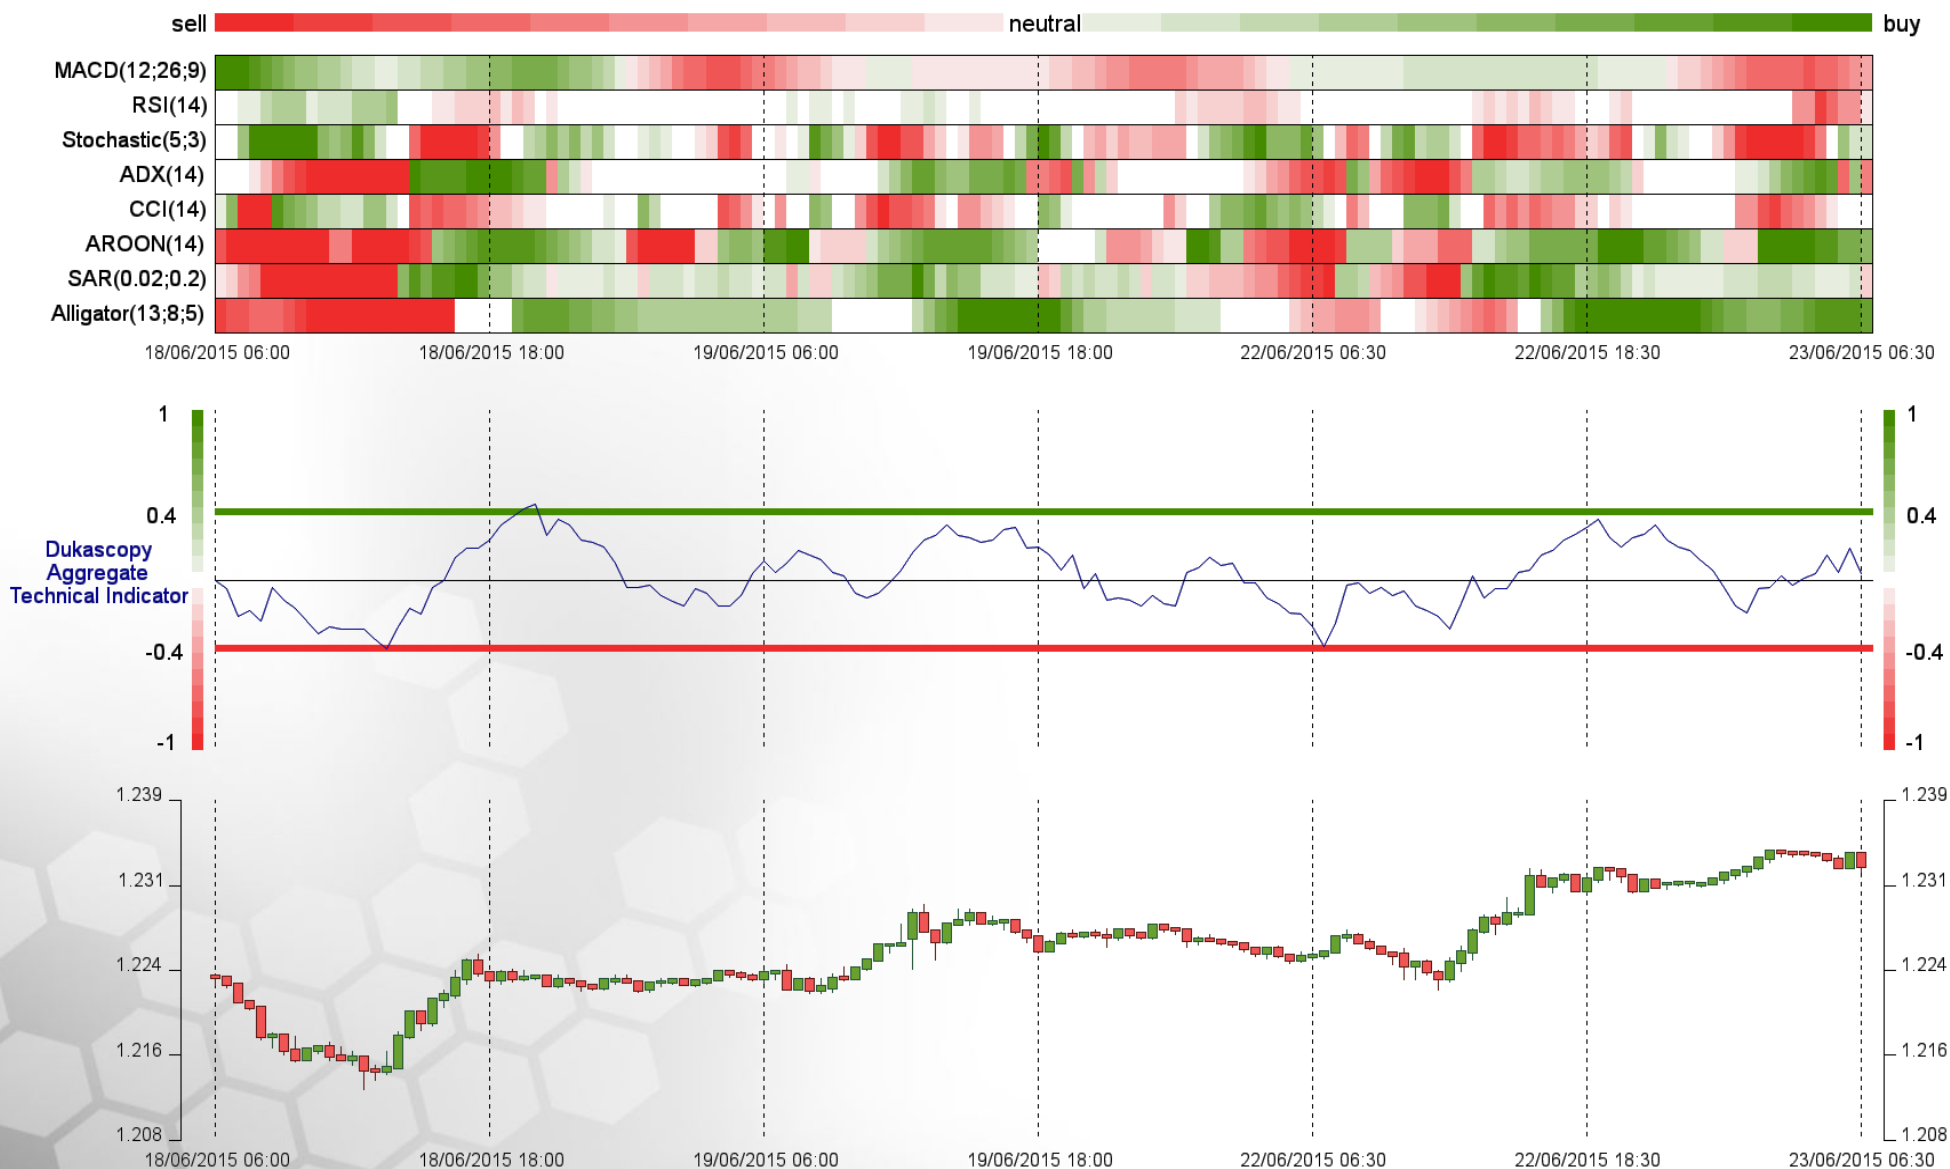 sell neutral buy
MACD(12;26;9)
RSI(14)
Stochastic(5;3)
ADX(14)
CCI(14)
AROON(14)
SAR(0.02;0.2)
Alligator(13;8;5)
18/06/2015 06:00 18/06/2015 18:00 19/06/2015 06:00 19/06/2015 18:00 22/06/2015 06:30 22/06/2015 18:30 23/06/2015 06:30
1 1
0.4 0.4
Dukascopy
Aggregate
Technical Indicator
-0.4 -0.4
-1 -1
1.239 1.239
1.231 1.231
1.224 1.224
1.216 1.216
1.208 1.208
18/06/2015 06:00 18/06/2015 18:00 19/06/2015 06:00 19/06/2015 18:00 22/06/2015 06:30 22/06/2015 18:30 23/06/2015 06:30